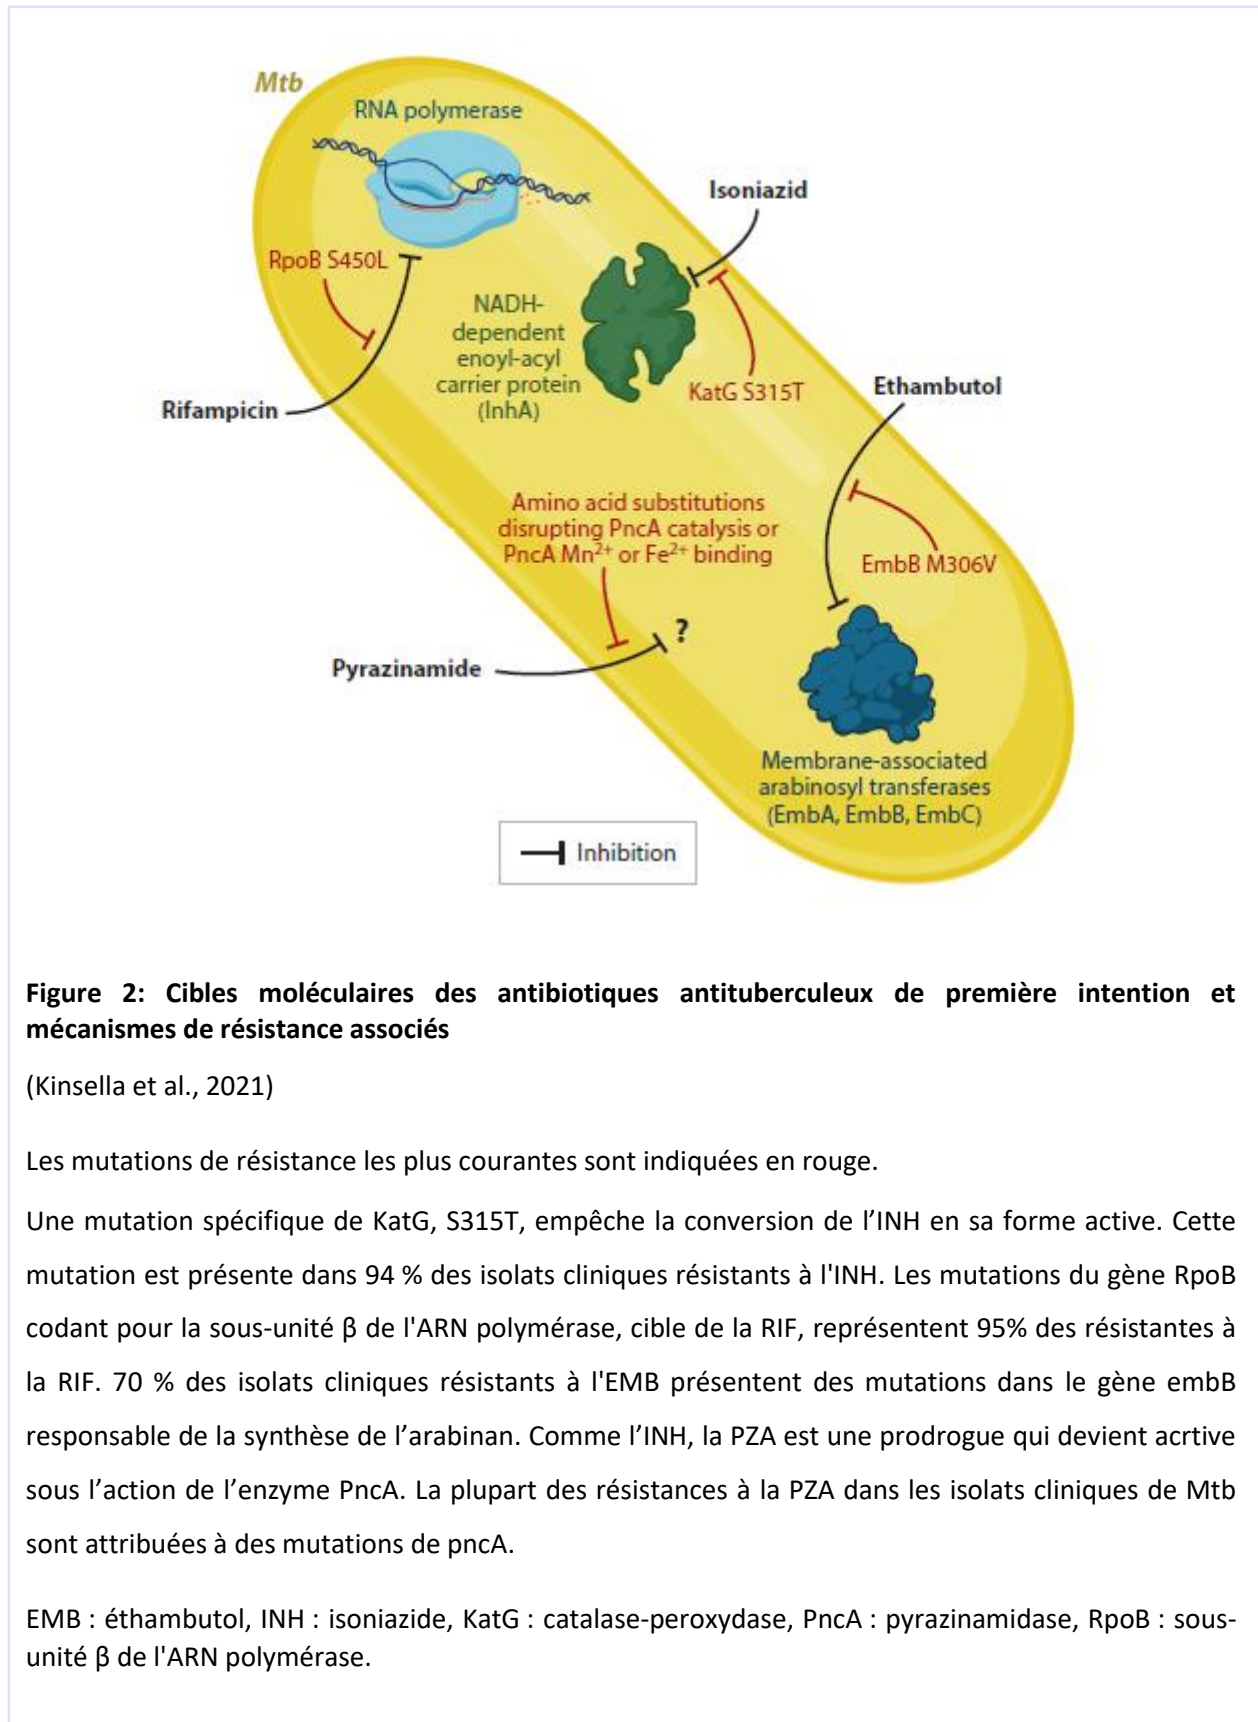 Mtb
RNA polymerase
Isoniazid
RpoB S450L
NADH-
dependent
enoyl-acyl
carrier protein
(InhA)
KatG S315T
Ethambutol
Rifampicin
Amino acid substitutions
disrupting PncA catalysis or
PncA Mn²⁺ or Fe²⁺ binding
EmbB M306V
?
Pyrazinamide
Membrane-associated
arabinosyl transferases
(EmbA, EmbB, EmbC)
Inhibition
Figure 2: Cibles moléculaires des antibiotiques antituberculeux de première intention et
mécanismes de résistance associés
(Kinsella et al., 2021)
Les mutations de résistance les plus courantes sont indiquées en rouge.
Une mutation spécifique de KatG, S315T, empêche la conversion de l’INH en sa forme active. Cette
mutation est présente dans 94 % des isolats cliniques résistants à l'INH. Les mutations du gène RpoB
codant pour la sous-unité β de l'ARN polymérase, cible de la RIF, représentent 95% des résistantes à
la RIF. 70 % des isolats cliniques résistants à l'EMB présentent des mutations dans le gène embB
responsable de la synthèse de l’arabinan. Comme l’INH, la PZA est une prodrogue qui devient acrtive
sous l’action de l’enzyme PncA. La plupart des résistances à la PZA dans les isolats cliniques de Mtb
sont attribuées à des mutations de pncA.
EMB : éthambutol, INH : isoniazide, KatG : catalase-peroxydase, PncA : pyrazinamidase, RpoB : sous-
unité β de l'ARN polymérase.